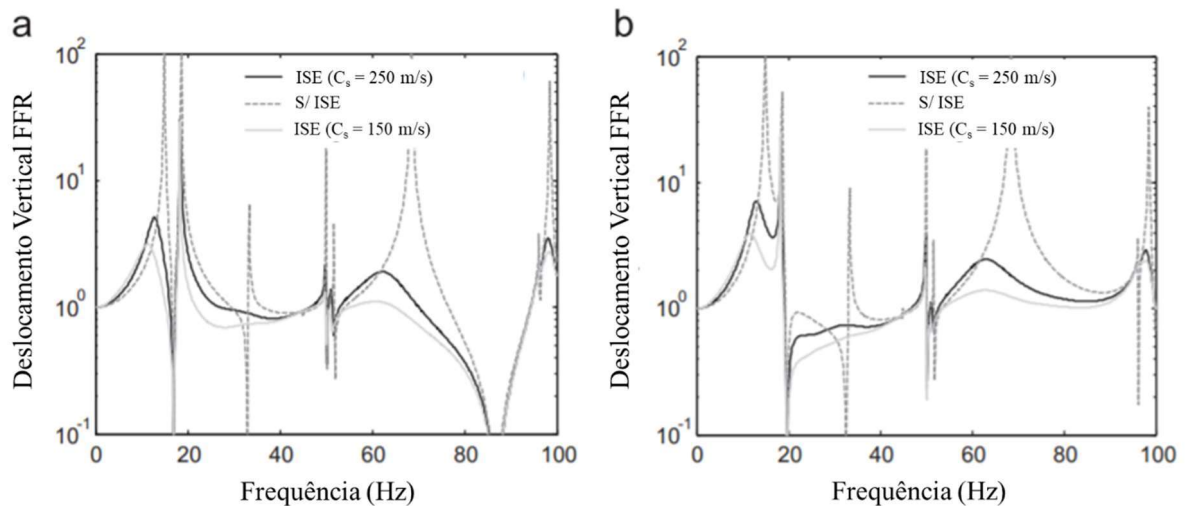 a
10²
ISE (Cₛ = 250 m/s)
S/ ISE
ISE (Cₛ = 150 m/s)
10¹
10⁰
10⁻¹
Deslocamento Vertical FFR
0 20 40 60 80 100
Frequência (Hz)
b
10²
ISE (Cₛ = 250 m/s)
S/ ISE
ISE (Cₛ = 150 m/s)
10¹
10⁰
10⁻¹
Deslocamento Vertical FFR
0 20 40 60 80 100
Frequência (Hz)